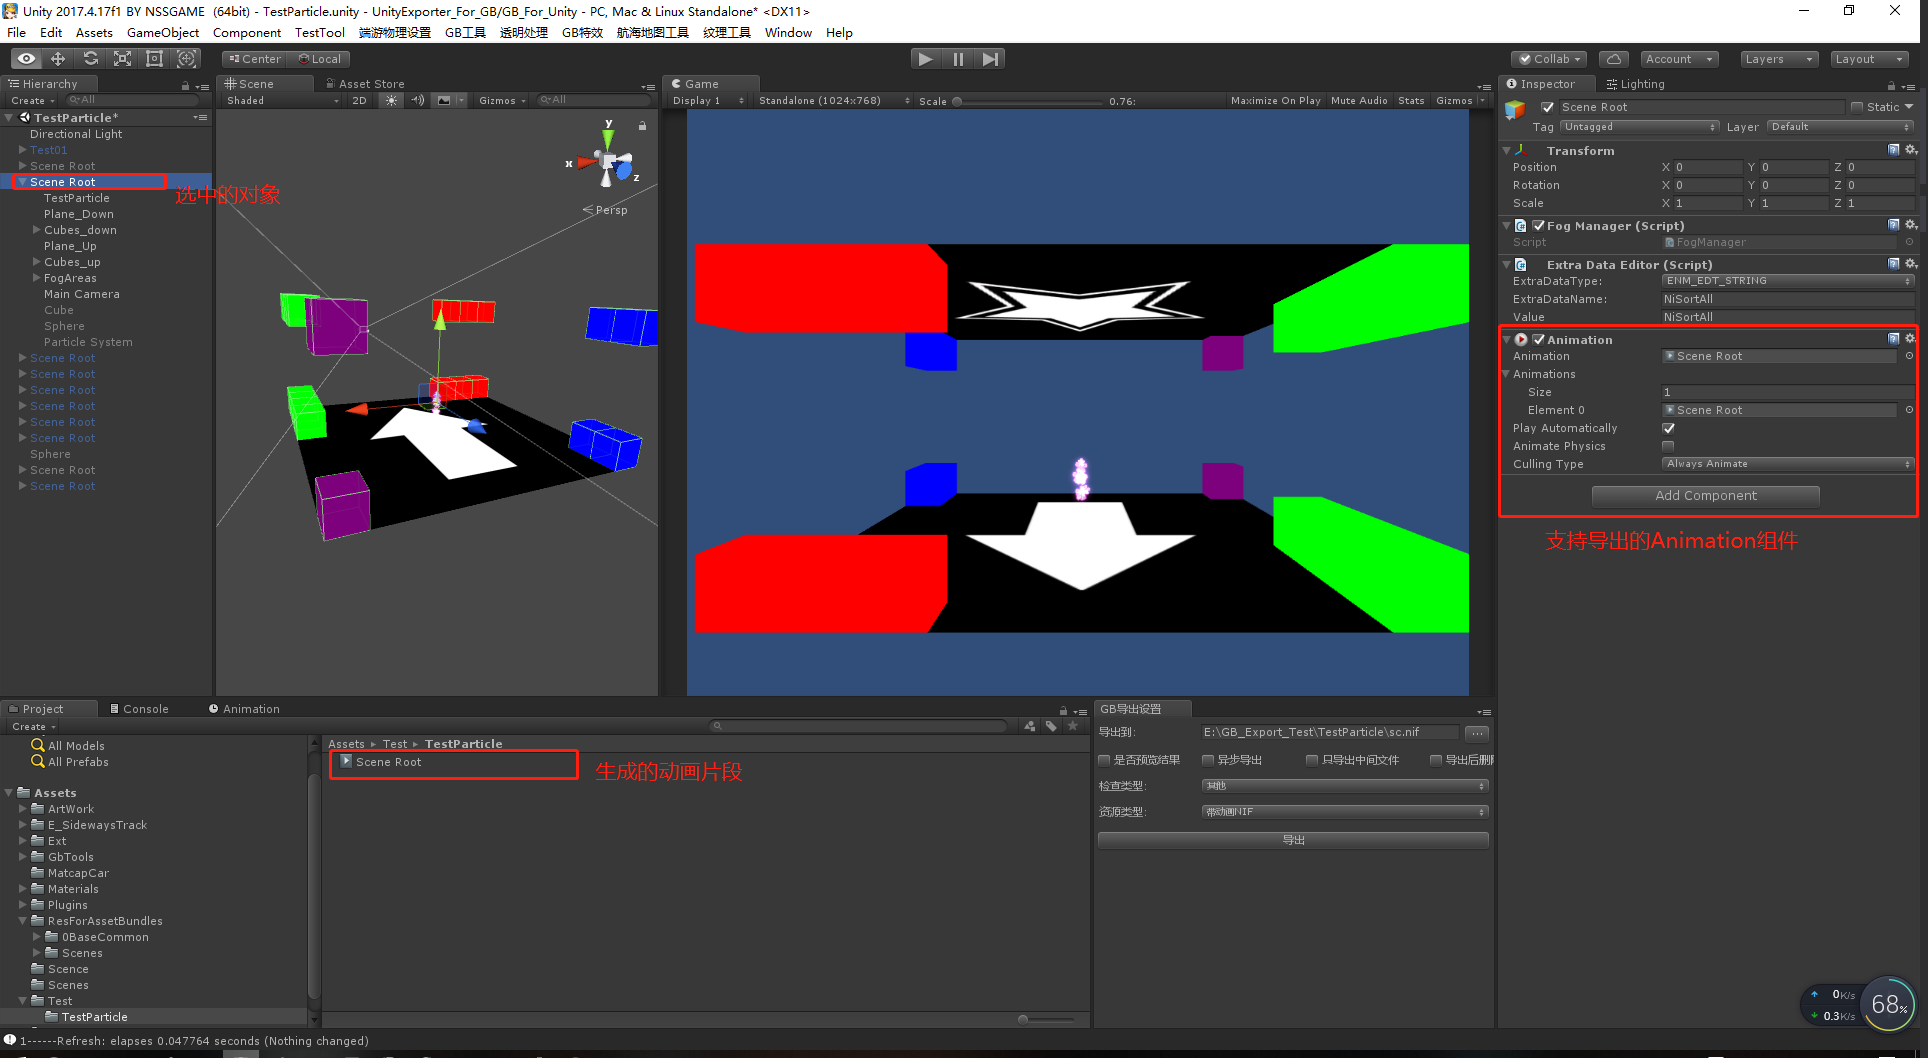 Unity 2017.4.17f1 BY NSSGAME (64bit) - TestParticle.unity - UnityExporter_For_GB/GB_For_Unity - PC, Mac & Linux Standalone* <DX11>
File Edit Assets GameObject Component TestTool 端游物理设置 GB工具 透明处理 GB特效 航海地图工具 纹理工具 Window Help
Center Local Collab Account Layers Layout
Hierarchy
Create All
TestParticle*
Directional Light
Test01
Scene Root
Scene Root
选中的对象
TestParticle
Plane_Down
Cubes_down
Plane_Up
Cubes_up
FogAreas
Main Camera
Cube
Sphere
Particle System
Scene Root
Scene Root
Scene Root
Scene Root
Scene Root
Scene Root
Sphere
Scene Root
Scene Root
Scene Asset Store
Shaded 2D Gizmos All
y
x
z
Persp
Game
Display 1 Standalone (1024x768) Scale 0.76: Maximize On Play Mute Audio Stats Gizmos
Inspector Lighting
Scene Root Static
Tag Untagged Layer Default
Transform
Position X 0 Y 0 Z 0
Rotation X 0 Y 0 Z 0
Scale X 1 Y 1 Z 1
Fog Manager (Script)
Script FogManager
Extra Data Editor (Script)
ExtraDataType: ENM_EDT_STRING
ExtraDataName: NiSortAll
Value NiSortAll
Animation
Animation Scene Root
Animations
Size 1
Element 0 Scene Root
Play Automatically
Animate Physics
Culling Type Always Animate
Add Component
支持导出的Animation组件
Project Console Animation
Create
All Models
All Prefabs
Assets
ArtWork
E_SidewaysTrack
Ext
GbTools
MatcapCar
Materials
Plugins
ResForAssetBundles
0BaseCommon
Scenes
Scence
Scenes
Test
TestParticle
Assets Test TestParticle
Scene Root
生成的动画片段
GB导出设置
导出到: E:\GB_Export_Test\TestParticle\sc.nif ...
是否预览结果 异步导出 只导出中间文件 导出后删
检查类型: 其他
资源类型: 带动画NIF
导出
0K/s
0.3K/s
68%
1------Refresh: elapses 0.047764 seconds (Nothing changed)